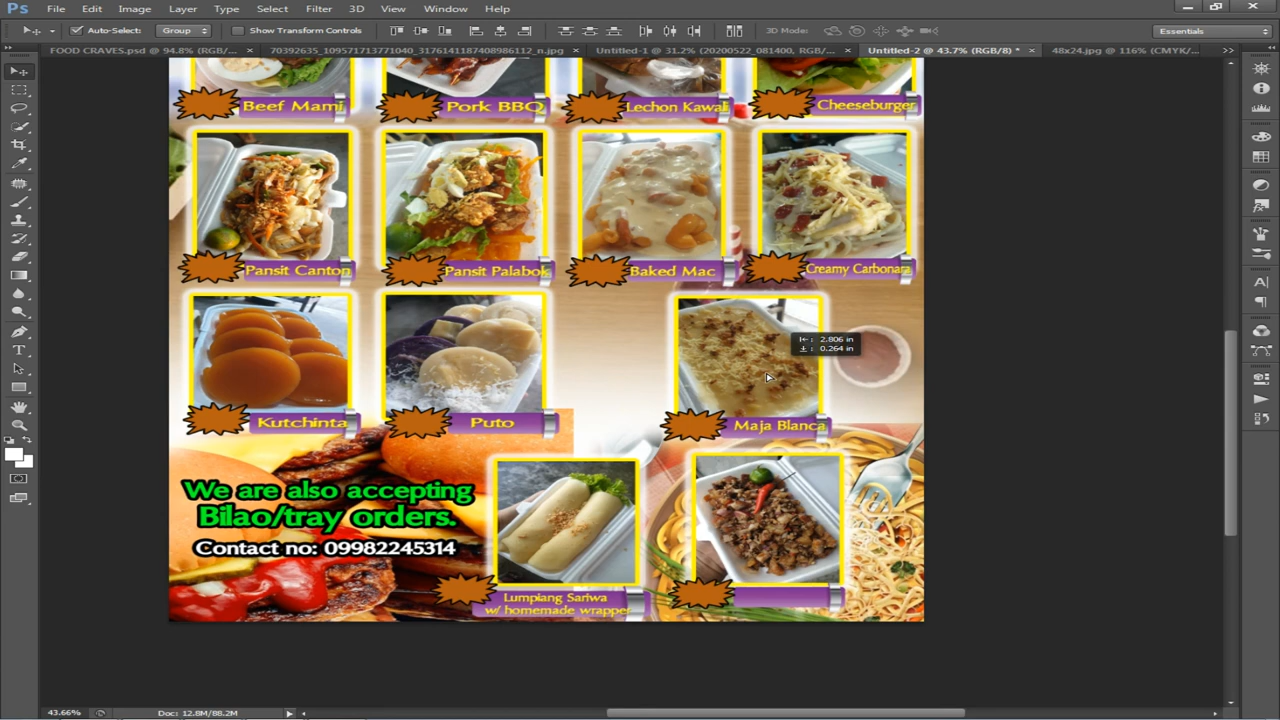 Ps File Edit Image Layer Type Select Filter 3D View Window Help
Auto-Select: Group Show Transform Controls 3D Mode: Essentials
FOOD CRAVES.psd @ 94.8% (RGB/... × 70392635_109571713771040_3176141187408986112_n.jpg × Untitled-1 @ 31.2% (20200522_081400, RGB/... × Untitled-2 @ 43.7% (RGB/8) * × 48x24.jpg @ 116% (CMYK/... >>
Beef Mami Pork BBQ Lechon Kawali Cheeseburger
Pansit Canton Pansit Palabok Baked Mac Creamy Carbonara
2.806 in
0.264 in
Kutchinta Puto Maja Blanca
We are also accepting
Bilao/tray orders.
Contact no: 09982245314
Lumpiang Sariwa
w/ homemade wrapper
43.66% Doc: 12.8M/88.2M